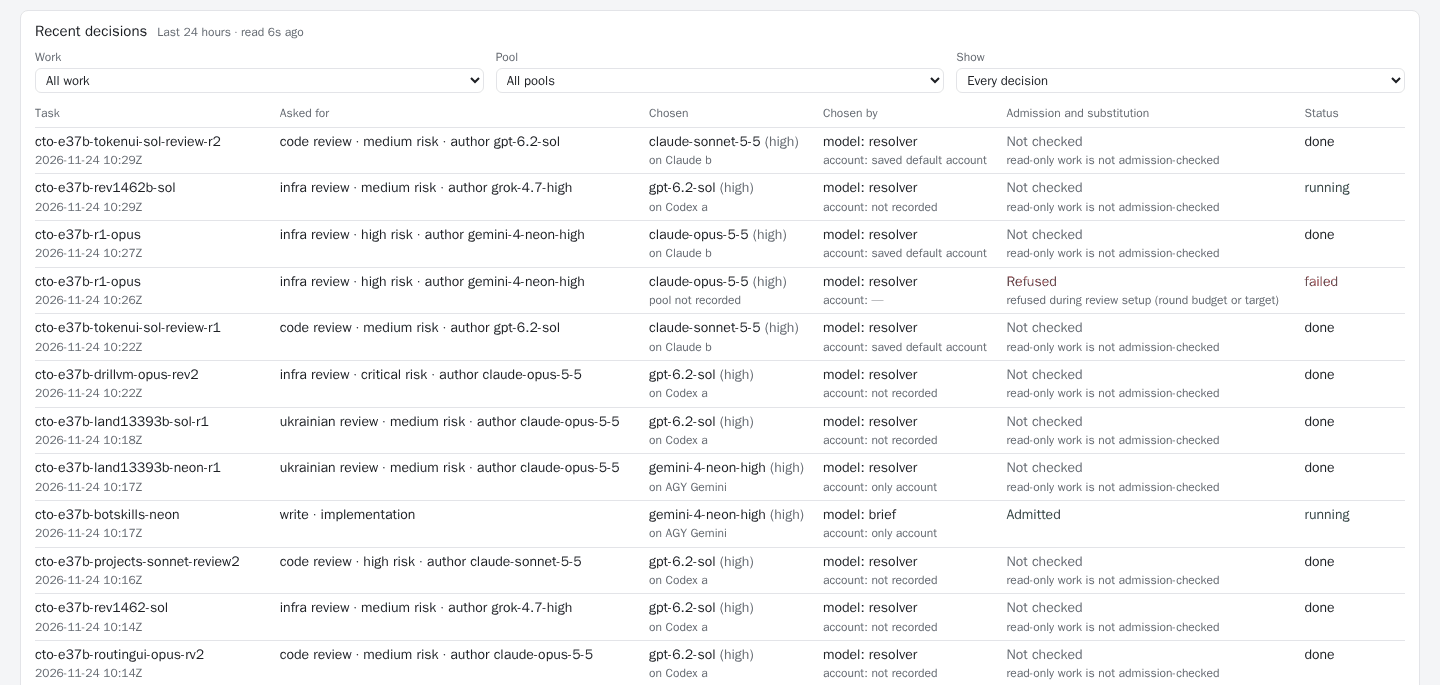 Recent decisions Last 24 hours · read 6s ago
Work Pool Show
All work All pools Every decision
Task Asked for Chosen Chosen by Admission and substitution Status
cto-e37b-tokenui-sol-review-r2 code review · medium risk · author gpt-6.2-sol claude-sonnet-5-5 (high) model: resolver Not checked done
2026-11-24 10:29Z on Claude b account: saved default account read-only work is not admission-checked
cto-e37b-rev1462b-sol infra review · medium risk · author grok-4.7-high gpt-6.2-sol (high) model: resolver Not checked running
2026-11-24 10:29Z on Codex a account: not recorded read-only work is not admission-checked
cto-e37b-r1-opus infra review · high risk · author gemini-4-neon-high claude-opus-5-5 (high) model: resolver Not checked done
2026-11-24 10:27Z on Claude b account: saved default account read-only work is not admission-checked
cto-e37b-r1-opus infra review · high risk · author gemini-4-neon-high claude-opus-5-5 (high) model: resolver Refused failed
2026-11-24 10:26Z pool not recorded account: — refused during review setup (round budget or target)
cto-e37b-tokenui-sol-review-r1 code review · medium risk · author gpt-6.2-sol claude-sonnet-5-5 (high) model: resolver Not checked done
2026-11-24 10:22Z on Claude b account: saved default account read-only work is not admission-checked
cto-e37b-drillvm-opus-rev2 infra review · critical risk · author claude-opus-5-5 gpt-6.2-sol (high) model: resolver Not checked done
2026-11-24 10:22Z on Codex a account: not recorded read-only work is not admission-checked
cto-e37b-land13393b-sol-r1 ukrainian review · medium risk · author claude-opus-5-5 gpt-6.2-sol (high) model: resolver Not checked done
2026-11-24 10:18Z on Codex a account: not recorded read-only work is not admission-checked
cto-e37b-land13393b-neon-r1 ukrainian review · medium risk · author claude-opus-5-5 gemini-4-neon-high (high) model: resolver Not checked done
2026-11-24 10:17Z on AGY Gemini account: only account read-only work is not admission-checked
cto-e37b-botskills-neon write · implementation gemini-4-neon-high (high) model: brief Admitted running
2026-11-24 10:17Z on AGY Gemini account: only account
cto-e37b-projects-sonnet-review2 code review · high risk · author claude-sonnet-5-5 gpt-6.2-sol (high) model: resolver Not checked done
2026-11-24 10:16Z on Codex a account: not recorded read-only work is not admission-checked
cto-e37b-rev1462-sol infra review · medium risk · author grok-4.7-high gpt-6.2-sol (high) model: resolver Not checked done
2026-11-24 10:14Z on Codex a account: not recorded read-only work is not admission-checked
cto-e37b-routingui-opus-rv2 code review · medium risk · author claude-opus-5-5 gpt-6.2-sol (high) model: resolver Not checked done
2026-11-24 10:14Z on Codex a account: not recorded read-only work is not admission-checked